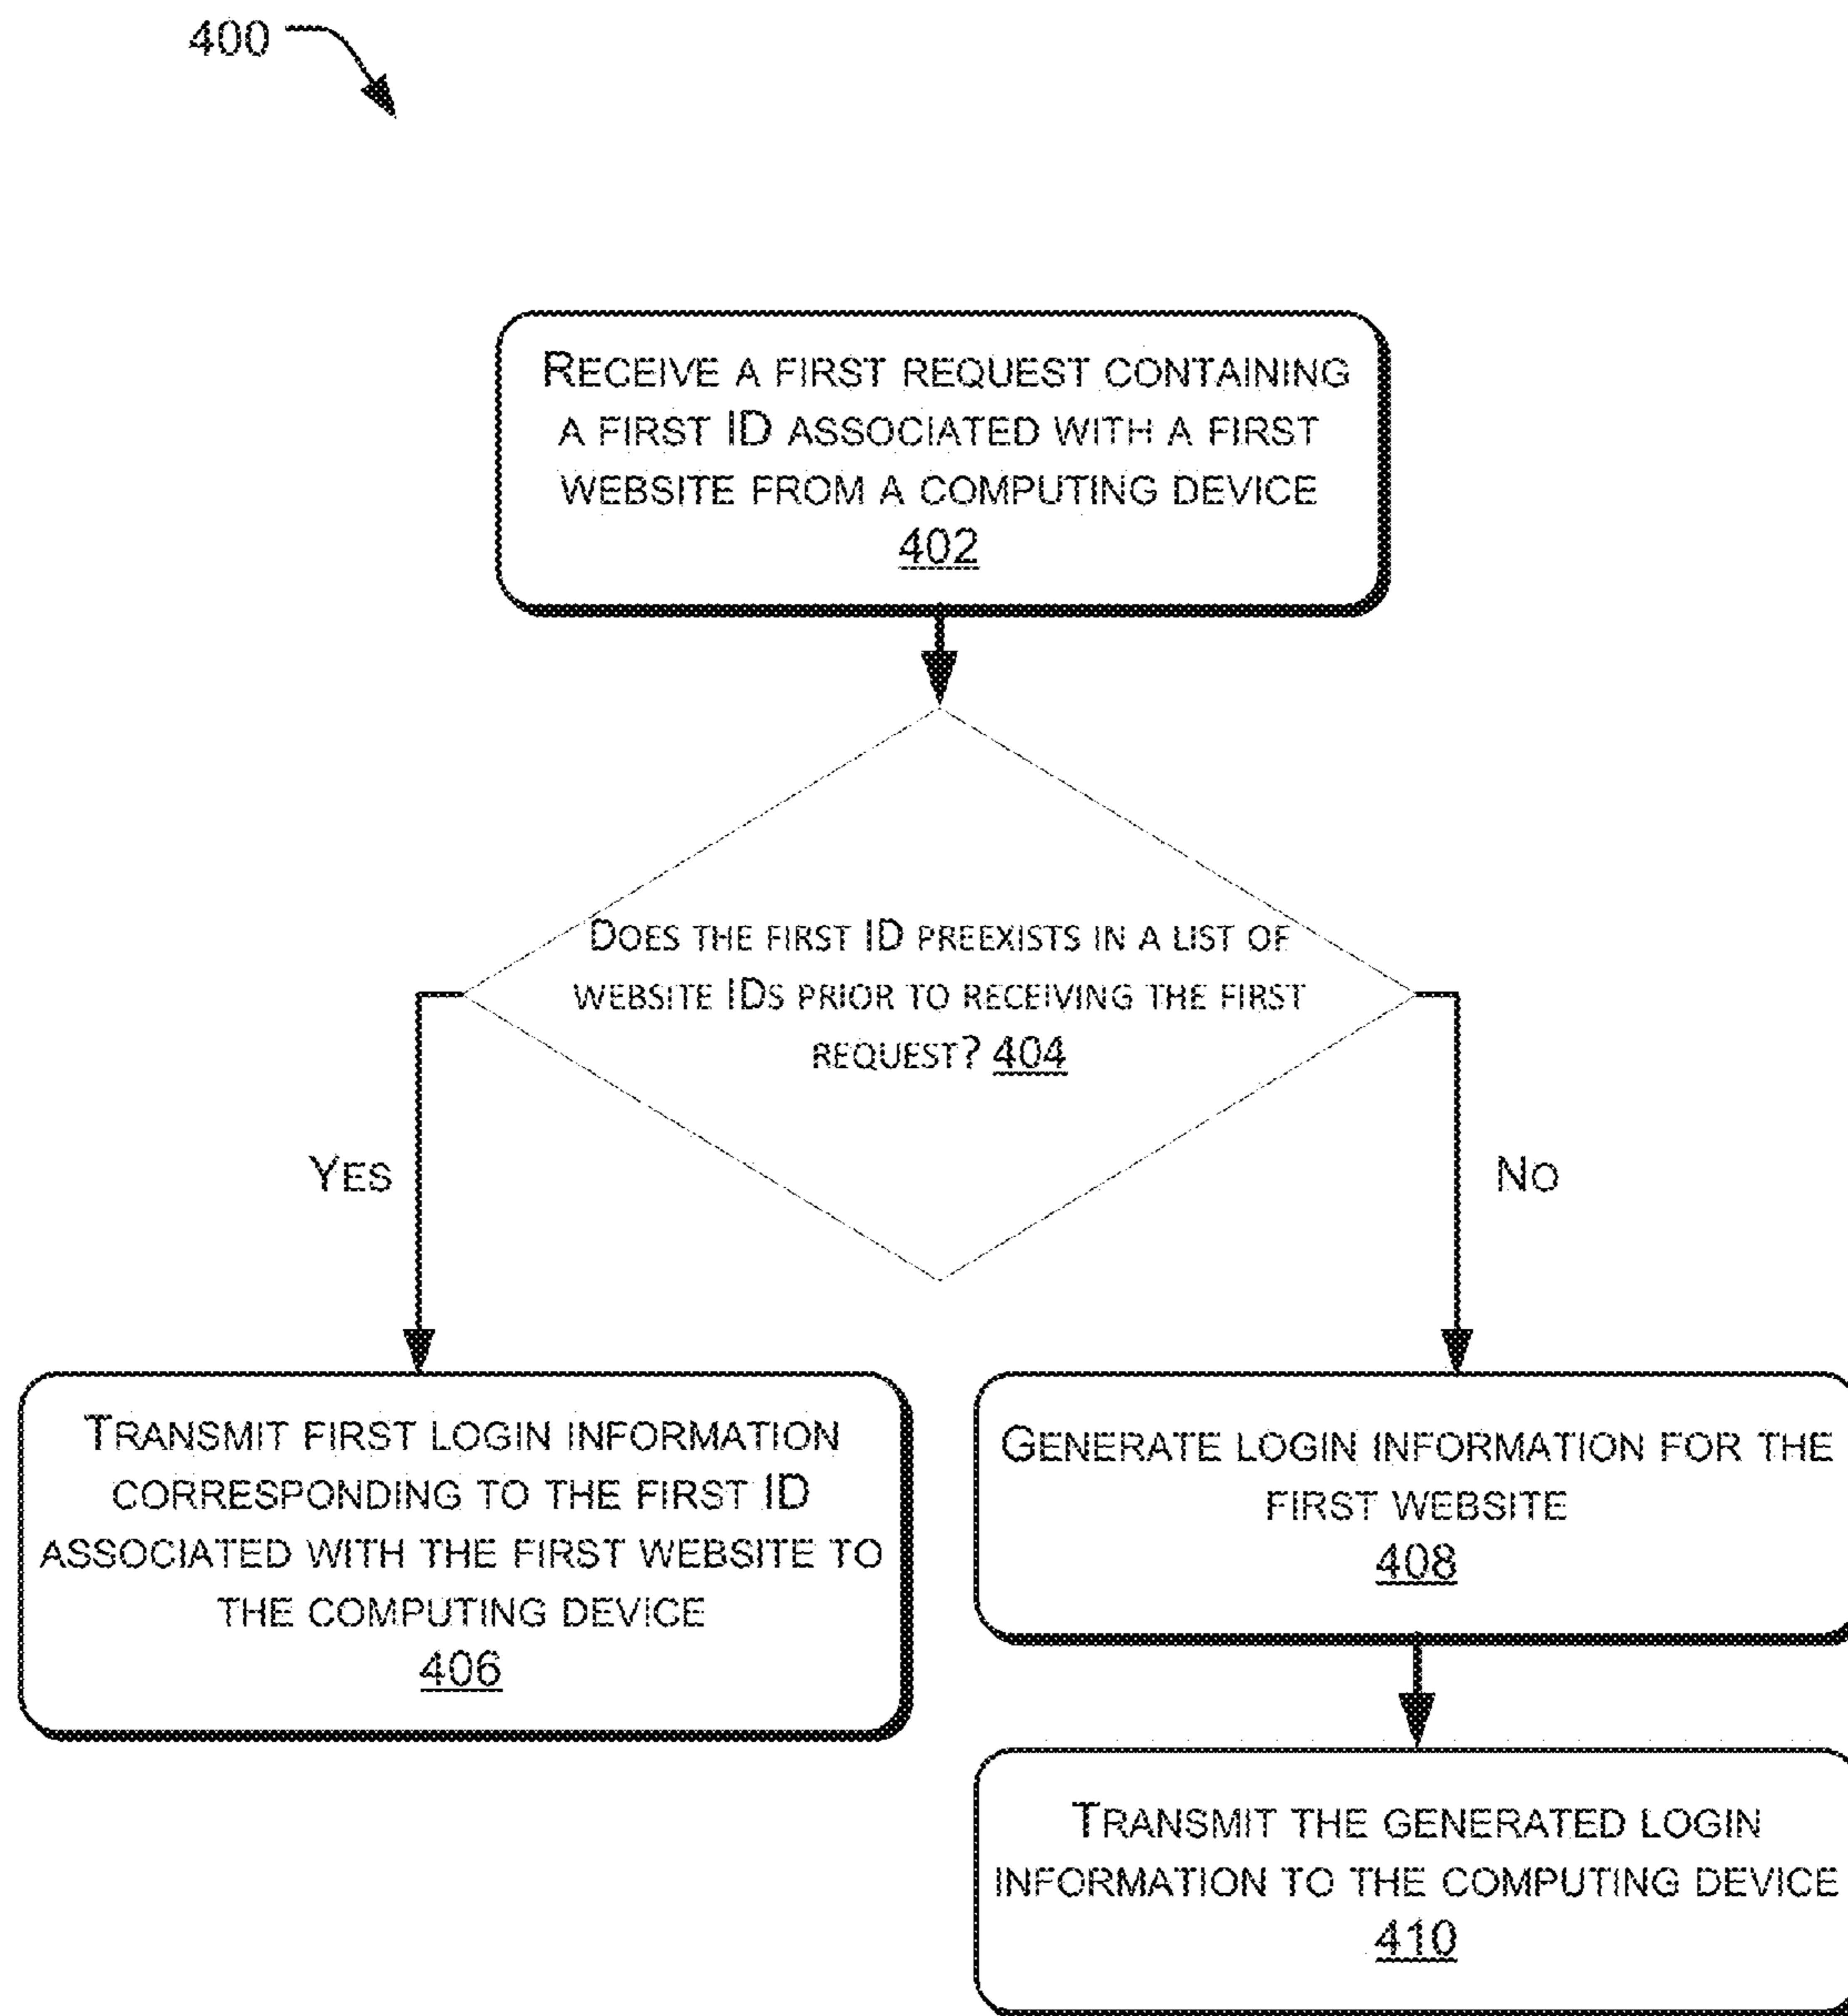 400
RECEIVE A FIRST REQUEST CONTAINING
A FIRST ID ASSOCIATED WITH A FIRST
WEBSITE FROM A COMPUTING DEVICE
402
DOES THE FIRST ID PREEXISTS IN A LIST OF
WEBSITE IDS PRIOR TO RECEIVING THE FIRST
REQUEST? 404
YES
NO
TRANSMIT FIRST LOGIN INFORMATION
CORRESPONDING TO THE FIRST ID
ASSOCIATED WITH THE FIRST WEBSITE TO
THE COMPUTING DEVICE
406
GENERATE LOGIN INFORMATION FOR THE
FIRST WEBSITE
408
TRANSMIT THE GENERATED LOGIN
INFORMATION TO THE COMPUTING DEVICE
410